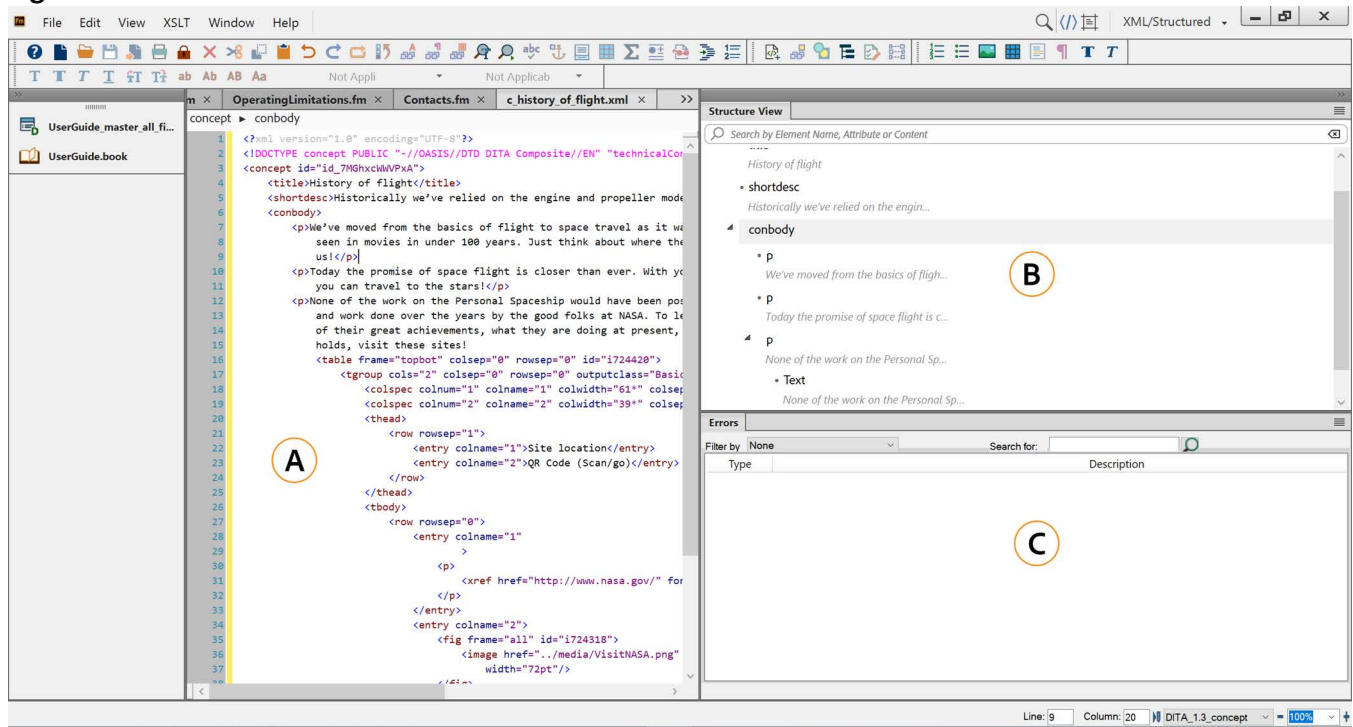 Fm File Edit View XSLT Window Help
XML/Structured
abc
T T T T ab Ab AB Aa Not Appli Not Applicab
UserGuide_master_all_fi...
UserGuide.book
m × OperatingLimitations.fm × Contacts.fm × c_history_of_flight.xml × >>
concept ▸ conbody
1 <?xml version="1.0" encoding="UTF-8"?>
2 <!DOCTYPE concept PUBLIC "-//OASIS//DTD DITA Composite//EN" "technicalCon
3 <concept id="id_7MGhxcWWVPxA">
4 <title>History of flight</title>
5 <shortdesc>Historically we've relied on the engine and propeller mode
6 <conbody>
7 <p>We've moved from the basics of flight to space travel as it wa
8 seen in movies in under 100 years. Just think about where the
9 us!</p>
10 <p>Today the promise of space flight is closer than ever. With yo
11 you can travel to the stars!</p>
12 <p>None of the work on the Personal Spaceship would have been pos
13 and work done over the years by the good folks at NASA. To le
14 of their great achievements, what they are doing at present,
15 holds, visit these sites!
16 <table frame="topbot" colsep="0" rowsep="0" id="i724420">
17 <tgroup cols="2" colsep="0" rowsep="0" outputclass="Basic
18 <colspec colnum="1" colname="1" colwidth="61*" colsep
19 <colspec colnum="2" colname="2" colwidth="39*" colsep
20 <thead>
21 <row rowsep="1">
22 <entry colname="1">Site location</entry>
23 <entry colname="2">QR Code (Scan/go)</entry>
24 </row>
25 </thead>
26 <tbody>
27 <row rowsep="0">
28 <entry colname="1"
29 >
30 <p>
31 <xref href="http://www.nasa.gov/" for
32 </p>
33 </entry>
34 <entry colname="2">
35 <fig frame="all" id="i724318">
36 <image href="../media/VisitNASA.png"
37 width="72pt"/>
A
Structure View
Search by Element Name, Attribute or Content
History of flight
shortdesc
Historically we've relied on the engin...
conbody
p
We've moved from the basics of fligh...
p
Today the promise of space flight is c...
p
None of the work on the Personal Sp...
Text
None of the work on the Personal Sp...
B
Errors
Filter by None Search for:
Type Description
C
Line: 9 Column: 20 DITA_1.3_concept 100%